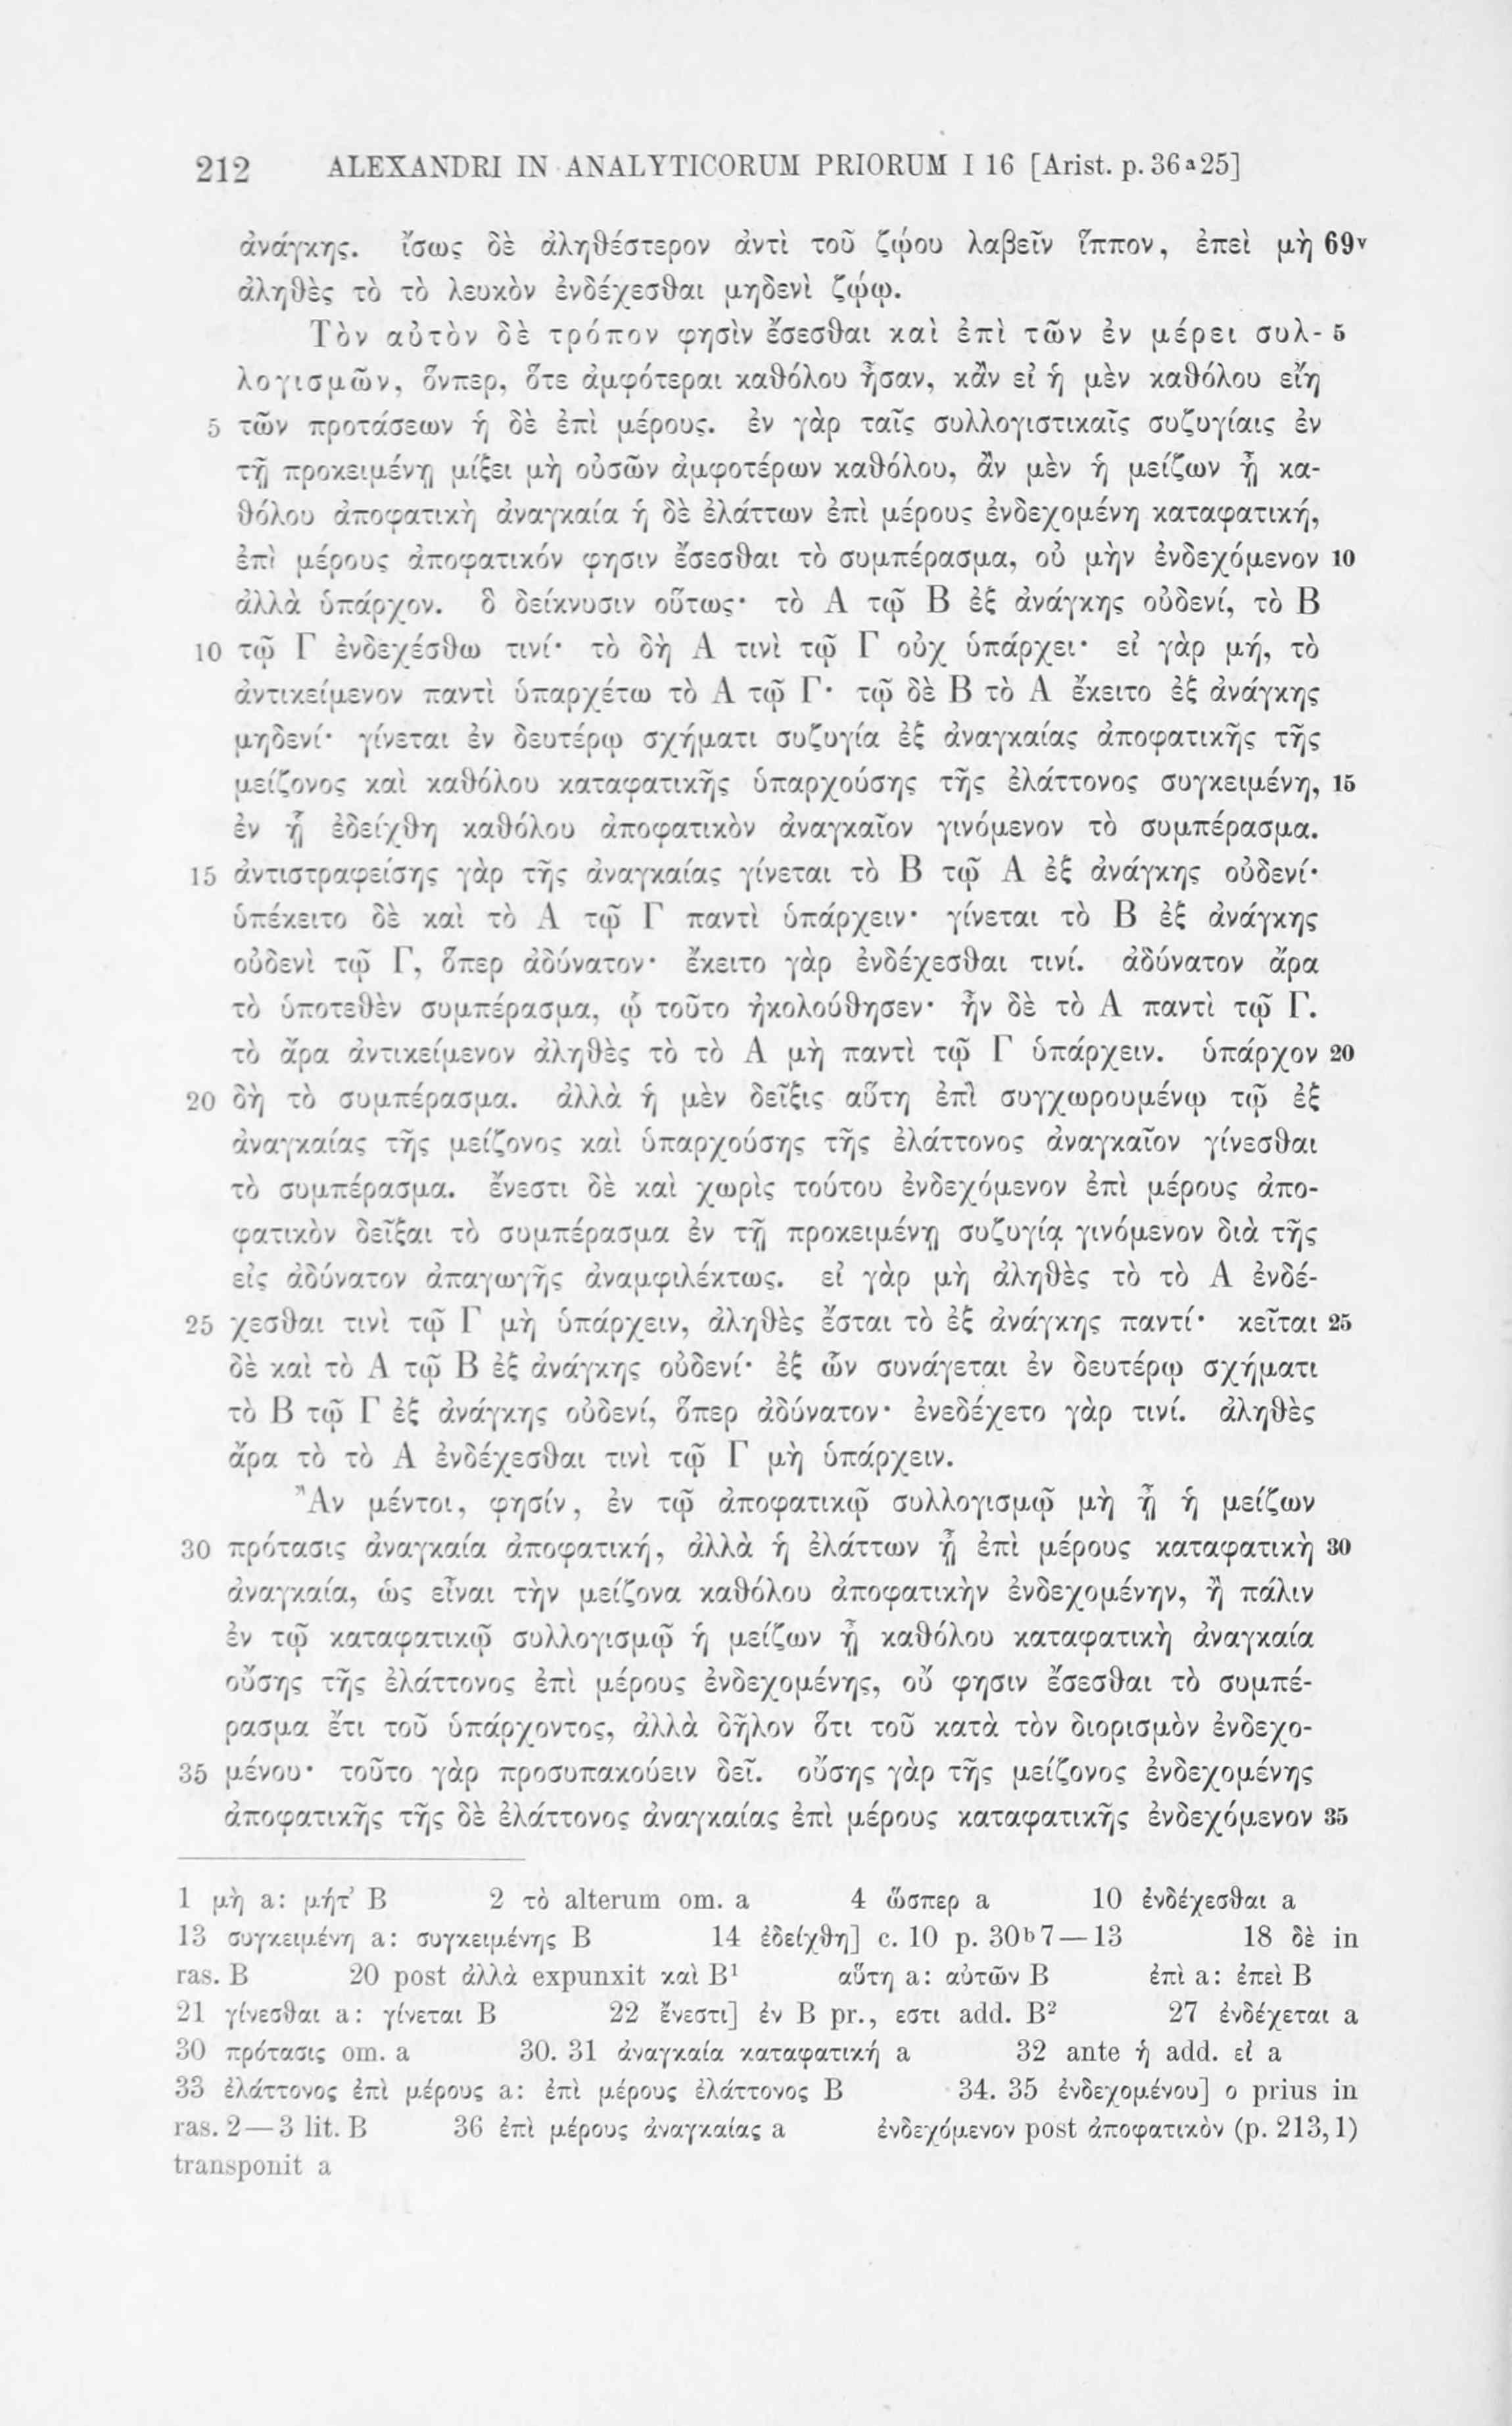 212 ALEXANDRI IN ANALYTICORUM PRIORUM I 16 [Arist. p. 36ᵃ25]
ἀνάγκης. ἴσως δὲ ἀληθέστερον ἀντὶ τοῦ ζῴου λαβεῖν ἵππον, ἐπεὶ μὴ 69ᵛ
ἀληθὲς τὸ τὸ λευκὸν ἐνδέχεσθαι μηδενὶ ζῴῳ.
Τὸν αὐτὸν δὲ τρόπον φησὶν ἔσεσθαι καὶ ἐπὶ τῶν ἐν μέρει συλ- 5
λογισμῶν, ὅνπερ, ὅτε ἀμφότεραι καθόλου ἦσαν, κἂν εἰ ἡ μὲν καθόλου εἴη
5 τῶν προτάσεων ἡ δὲ ἐπὶ μέρους. ἐν γὰρ ταῖς συλλογιστικαῖς συζυγίαις ἐν
τῇ προκειμένῃ μίξει μὴ οὐσῶν ἀμφοτέρων καθόλου, ἂν μὲν ἡ μείζων ᾖ κα-
θόλου ἀποφατικὴ ἀναγκαία ἡ δὲ ἐλάττων ἐπὶ μέρους ἐνδεχομένη καταφατική,
ἐπὶ μέρους ἀποφατικόν φησιν ἔσεσθαι τὸ συμπέρασμα, οὐ μὴν ἐνδεχόμενον 10
ἀλλὰ ὑπάρχον. ὃ δείκνυσιν οὕτως· τὸ Α τῷ Β ἐξ ἀνάγκης οὐδενί, τὸ Β
10 τῷ Γ ἐνδεχέσθω τινί· τὸ δὴ Α τινὶ τῷ Γ οὐχ ὑπάρχει· εἰ γὰρ μή, τὸ
ἀντικείμενον παντὶ ὑπαρχέτω τὸ Α τῷ Γ· τῷ δὲ Β τὸ Α ἔκειτο ἐξ ἀνάγκης
μηδενί· γίνεται ἐν δευτέρῳ σχήματι συζυγία ἐξ ἀναγκαίας ἀποφατικῆς τῆς
μείζονος καὶ καθόλου καταφατικῆς ὑπαρχούσης τῆς ἐλάττονος συγκειμένη, 15
ἐν ᾗ ἐδείχθη καθόλου ἀποφατικὸν ἀναγκαῖον γινόμενον τὸ συμπέρασμα.
15 ἀντιστραφείσης γὰρ τῆς ἀναγκαίας γίνεται τὸ Β τῷ Α ἐξ ἀνάγκης οὐδενί·
ὑπέκειτο δὲ καὶ τὸ Α τῷ Γ παντὶ ὑπάρχειν· γίνεται τὸ Β ἐξ ἀνάγκης
οὐδενὶ τῷ Γ, ὅπερ ἀδύνατον· ἔκειτο γὰρ ἐνδέχεσθαι τινί. ἀδύνατον ἄρα
τὸ ὑποτεθὲν συμπέρασμα, ᾧ τοῦτο ἠκολούθησεν· ἦν δὲ τὸ Α παντὶ τῷ Γ.
τὸ ἄρα ἀντικείμενον ἀληθὲς τὸ τὸ Α μὴ παντὶ τῷ Γ ὑπάρχειν. ὑπάρχον 20
20 δὴ τὸ συμπέρασμα. ἀλλὰ ἡ μὲν δεῖξις αὕτη ἐπὶ συγχωρουμένῳ τῷ ἐξ
ἀναγκαίας τῆς μείζονος καὶ ὑπαρχούσης τῆς ἐλάττονος ἀναγκαῖον γίνεσθαι
τὸ συμπέρασμα. ἔνεστι δὲ καὶ χωρὶς τούτου ἐνδεχόμενον ἐπὶ μέρους ἀπο-
φατικὸν δεῖξαι τὸ συμπέρασμα ἐν τῇ προκειμένῃ συζυγίᾳ γινόμενον διὰ τῆς
εἰς ἀδύνατον ἀπαγωγῆς ἀναμφιλέκτως. εἰ γὰρ μὴ ἀληθὲς τὸ τὸ Α ἐνδέ-
25 χεσθαι τινὶ τῷ Γ μὴ ὑπάρχειν, ἀληθὲς ἔσται τὸ ἐξ ἀνάγκης παντί· κεῖται 25
δὲ καὶ τὸ Α τῷ Β ἐξ ἀνάγκης οὐδενί· ἐξ ὧν συνάγεται ἐν δευτέρῳ σχήματι
τὸ Β τῷ Γ ἐξ ἀνάγκης οὐδενί, ὅπερ ἀδύνατον· ἐνεδέχετο γὰρ τινί. ἀληθὲς
ἄρα τὸ τὸ Α ἐνδέχεσθαι τινὶ τῷ Γ μὴ ὑπάρχειν.
Ἂν μέντοι, φησίν, ἐν τῷ ἀποφατικῷ συλλογισμῷ μὴ ᾖ ἡ μείζων
30 πρότασις ἀναγκαία ἀποφατική, ἀλλὰ ἡ ἐλάττων ᾖ ἐπὶ μέρους καταφατικὴ 30
ἀναγκαία, ὡς εἶναι τὴν μείζονα καθόλου ἀποφατικὴν ἐνδεχομένην, ἢ πάλιν
ἐν τῷ καταφατικῷ συλλογισμῷ ἡ μείζων ᾖ καθόλου καταφατικὴ ἀναγκαία
οὔσης τῆς ἐλάττονος ἐπὶ μέρους ἐνδεχομένης, οὔ φησιν ἔσεσθαι τὸ συμπέ-
ρασμα ἔτι τοῦ ὑπάρχοντος, ἀλλὰ δῆλον ὅτι τοῦ κατὰ τὸν διορισμὸν ἐνδεχο-
35 μένου· τοῦτο γὰρ προσυπακούειν δεῖ. οὔσης γὰρ τῆς μείζονος ἐνδεχομένης
ἀποφατικῆς τῆς δὲ ἐλάττονος ἀναγκαίας ἐπὶ μέρους καταφατικῆς ἐνδεχόμενον 35
1 μὴ a: μήτ’ B 2 τὸ alterum om. a 4 ὥσπερ a 10 ἐνδέχεσθαι a
13 συγκειμένη a: συγκειμένης B 14 ἐδείχθη] c. 10 p. 30ᵇ7—13 18 δὲ in
ras. B 20 post ἀλλὰ expunxit καὶ B¹ αὕτη a: αὐτῶν B ἐπὶ a: ἐπεὶ B
21 γίνεσθαι a: γίνεται B 22 ἔνεστι] ἐν B pr., εστι add. B² 27 ἐνδέχεται a
30 πρότασις om. a 30. 31 ἀναγκαία καταφατική a 32 ante ἡ add. εἰ a
33 ἐλάττονος ἐπὶ μέρους a: ἐπὶ μέρους ἐλάττονος B 34. 35 ἐνδεχομένου] ο prius in
ras. 2—3 lit. B 36 ἐπὶ μέρους ἀναγκαίας a ἐνδεχόμενον post ἀποφατικὸν (p. 213,1)
transponit a